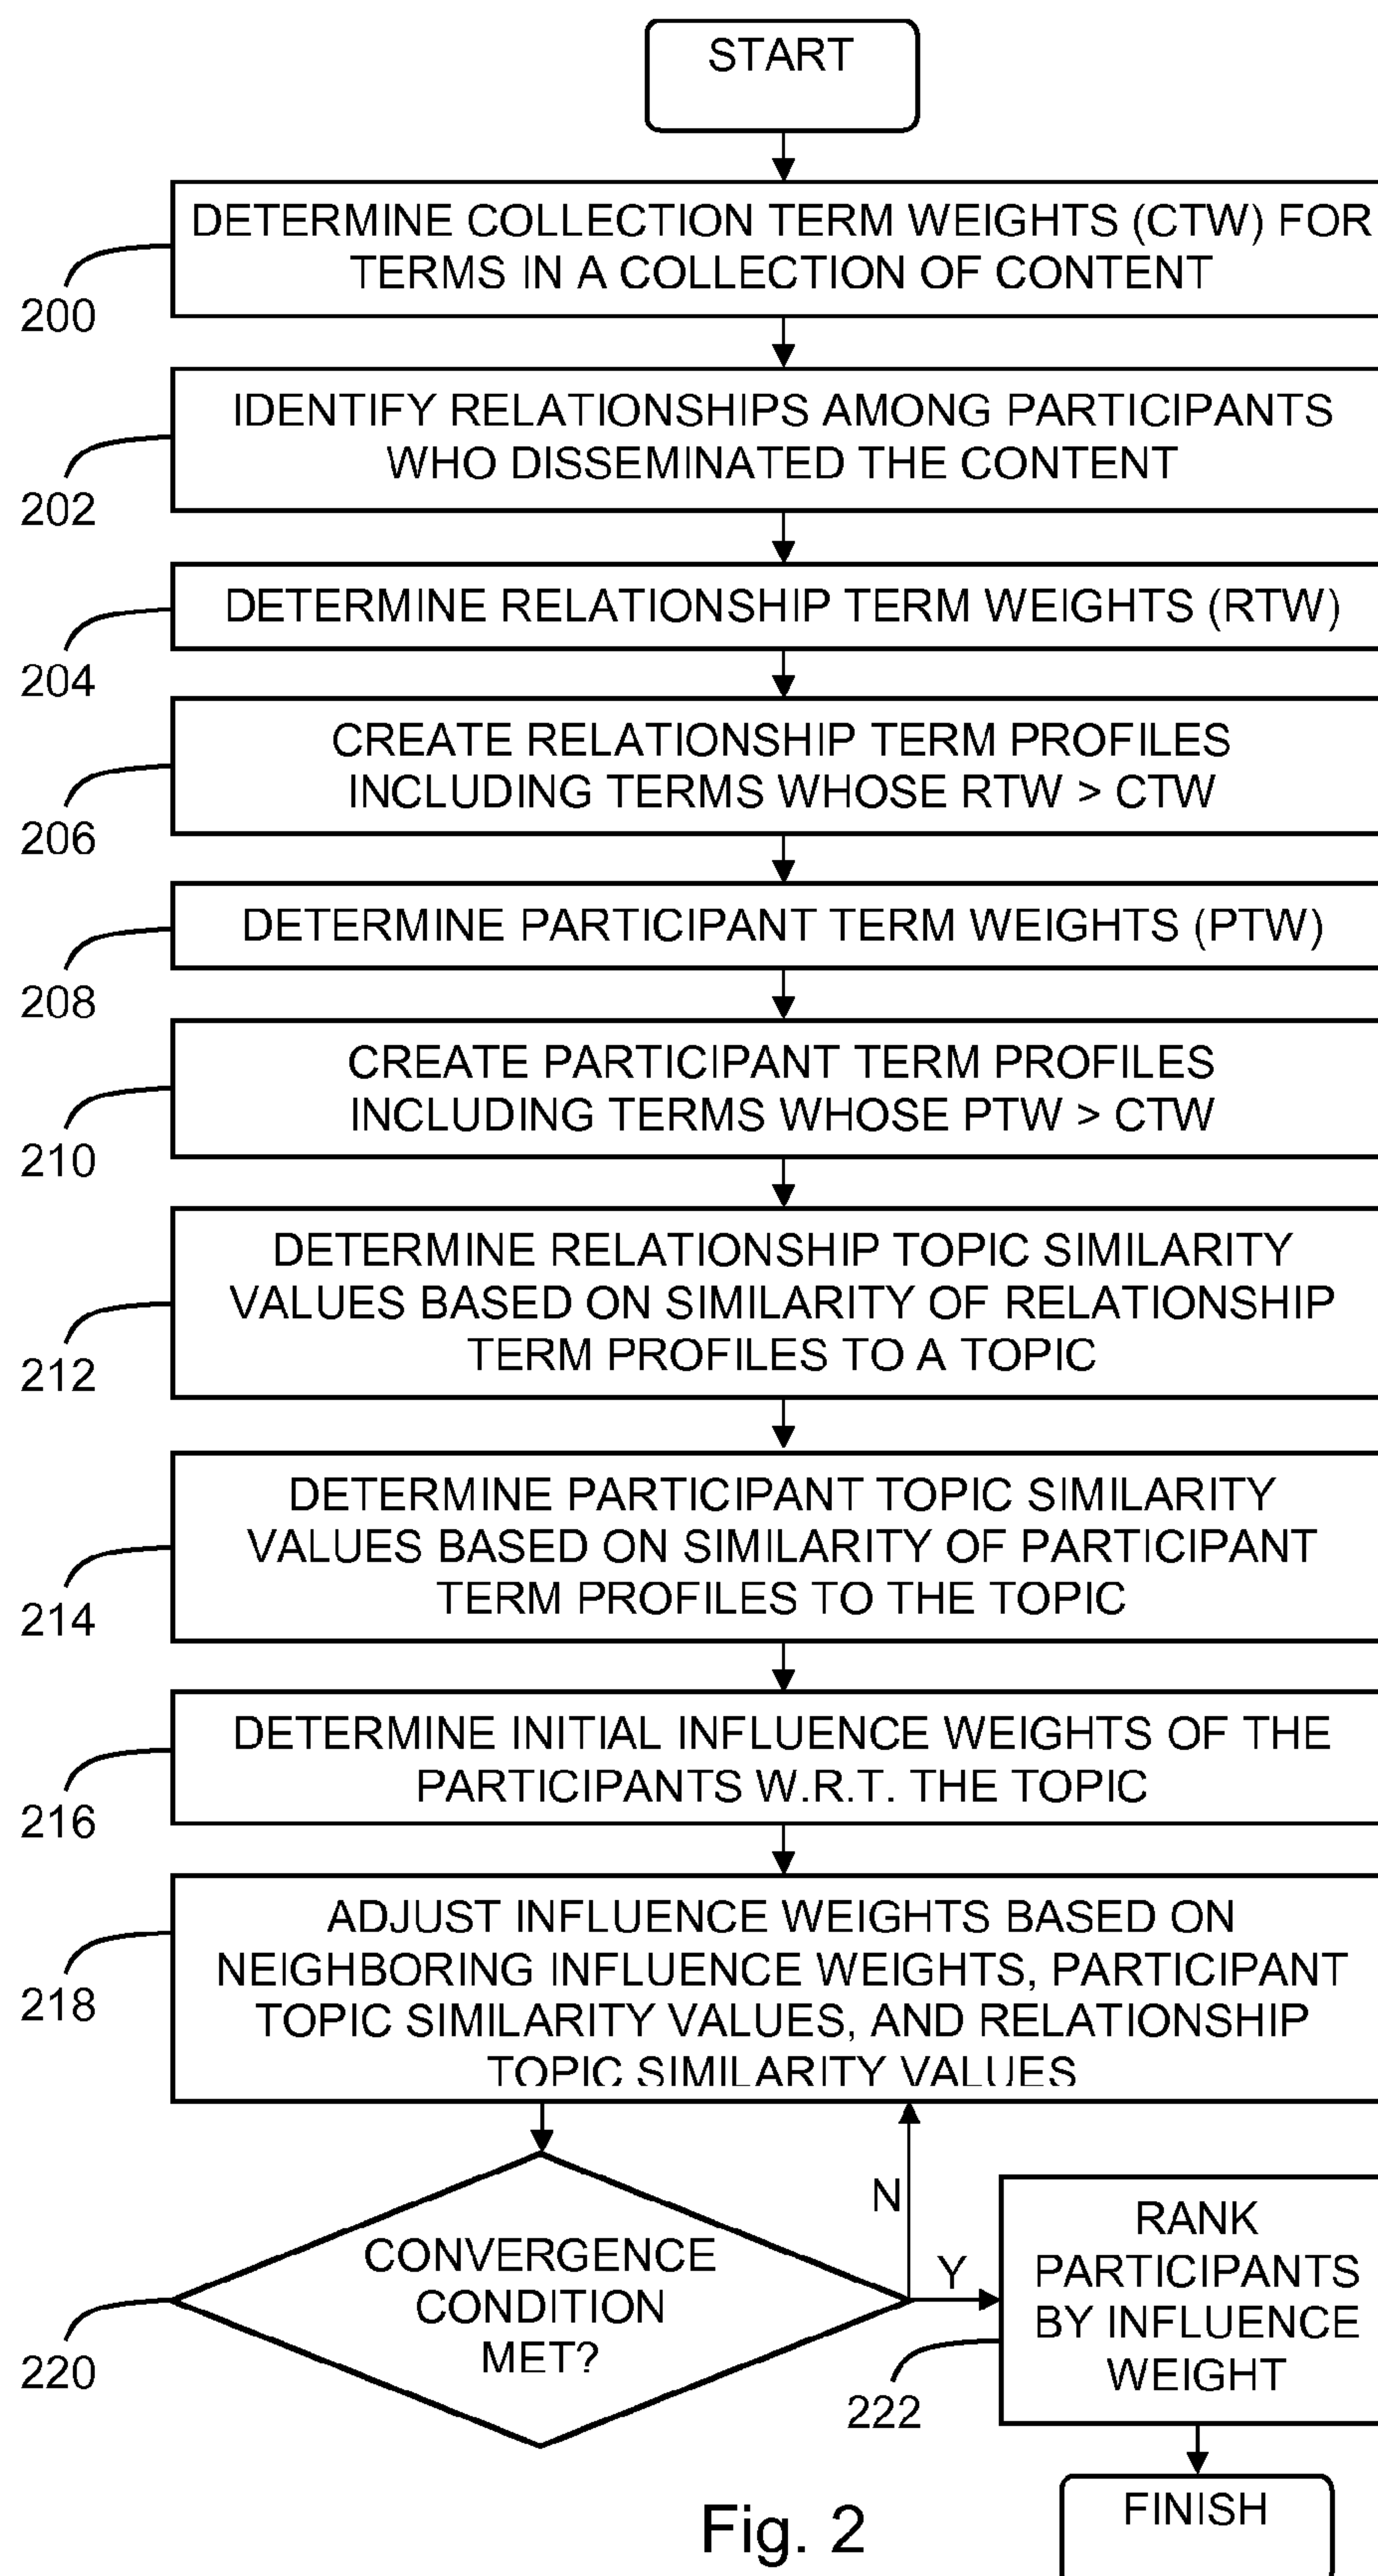 START
DETERMINE COLLECTION TERM WEIGHTS (CTW) FOR
TERMS IN A COLLECTION OF CONTENT
200
IDENTIFY RELATIONSHIPS AMONG PARTICIPANTS
WHO DISSEMINATED THE CONTENT
202
DETERMINE RELATIONSHIP TERM WEIGHTS (RTW)
204
CREATE RELATIONSHIP TERM PROFILES
INCLUDING TERMS WHOSE RTW > CTW
206
DETERMINE PARTICIPANT TERM WEIGHTS (PTW)
208
CREATE PARTICIPANT TERM PROFILES
INCLUDING TERMS WHOSE PTW > CTW
210
DETERMINE RELATIONSHIP TOPIC SIMILARITY
VALUES BASED ON SIMILARITY OF RELATIONSHIP
TERM PROFILES TO A TOPIC
212
DETERMINE PARTICIPANT TOPIC SIMILARITY
VALUES BASED ON SIMILARITY OF PARTICIPANT
TERM PROFILES TO THE TOPIC
214
DETERMINE INITIAL INFLUENCE WEIGHTS OF THE
PARTICIPANTS W.R.T. THE TOPIC
216
ADJUST INFLUENCE WEIGHTS BASED ON
NEIGHBORING INFLUENCE WEIGHTS, PARTICIPANT
TOPIC SIMILARITY VALUES, AND RELATIONSHIP
TOPIC SIMILARITY VALUES
218
CONVERGENCE
CONDITION
MET?
220
N
Y
RANK
PARTICIPANTS
BY INFLUENCE
WEIGHT
222
FINISH
Fig. 2